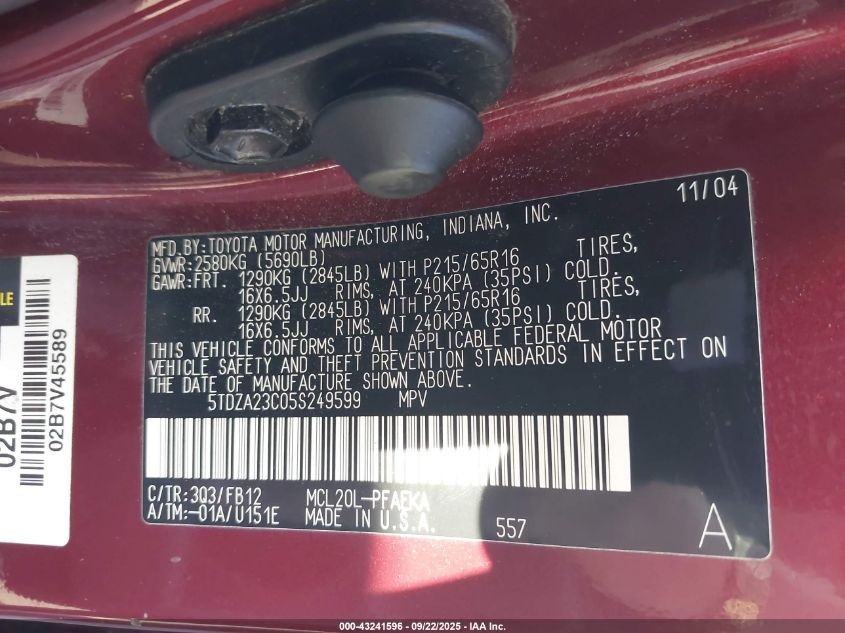 11/04
MFD.BY:TOYOTA MOTOR MANUFACTURING, INDIANA, INC.
GVWR:2580KG (5690LB)
GAWR:FRT. 1290KG (2845LB) WITH P215/65R16 TIRES,
16X6.5JJ RIMS, AT 240KPA (35PSI) COLD.
RR. 1290KG (2845LB) WITH P215/65R16 TIRES,
16X6.5JJ RIMS, AT 240KPA (35PSI) COLD.
THIS VEHICLE CONFORMS TO ALL APPLICABLE FEDERAL MOTOR
VEHICLE SAFETY AND THEFT PREVENTION STANDARDS IN EFFECT ON
THE DATE OF MANUFACTURE SHOWN ABOVE.
5TDZA23C05S249599 MPV
C/TR:3Q3/FB12 MCL20L-PFAEKA
A/TM:-01A/U151E MADE IN U.S.A.
557
A
02B7V
02B7V45589
000-43241596 - 09/22/2025 - IAA Inc.